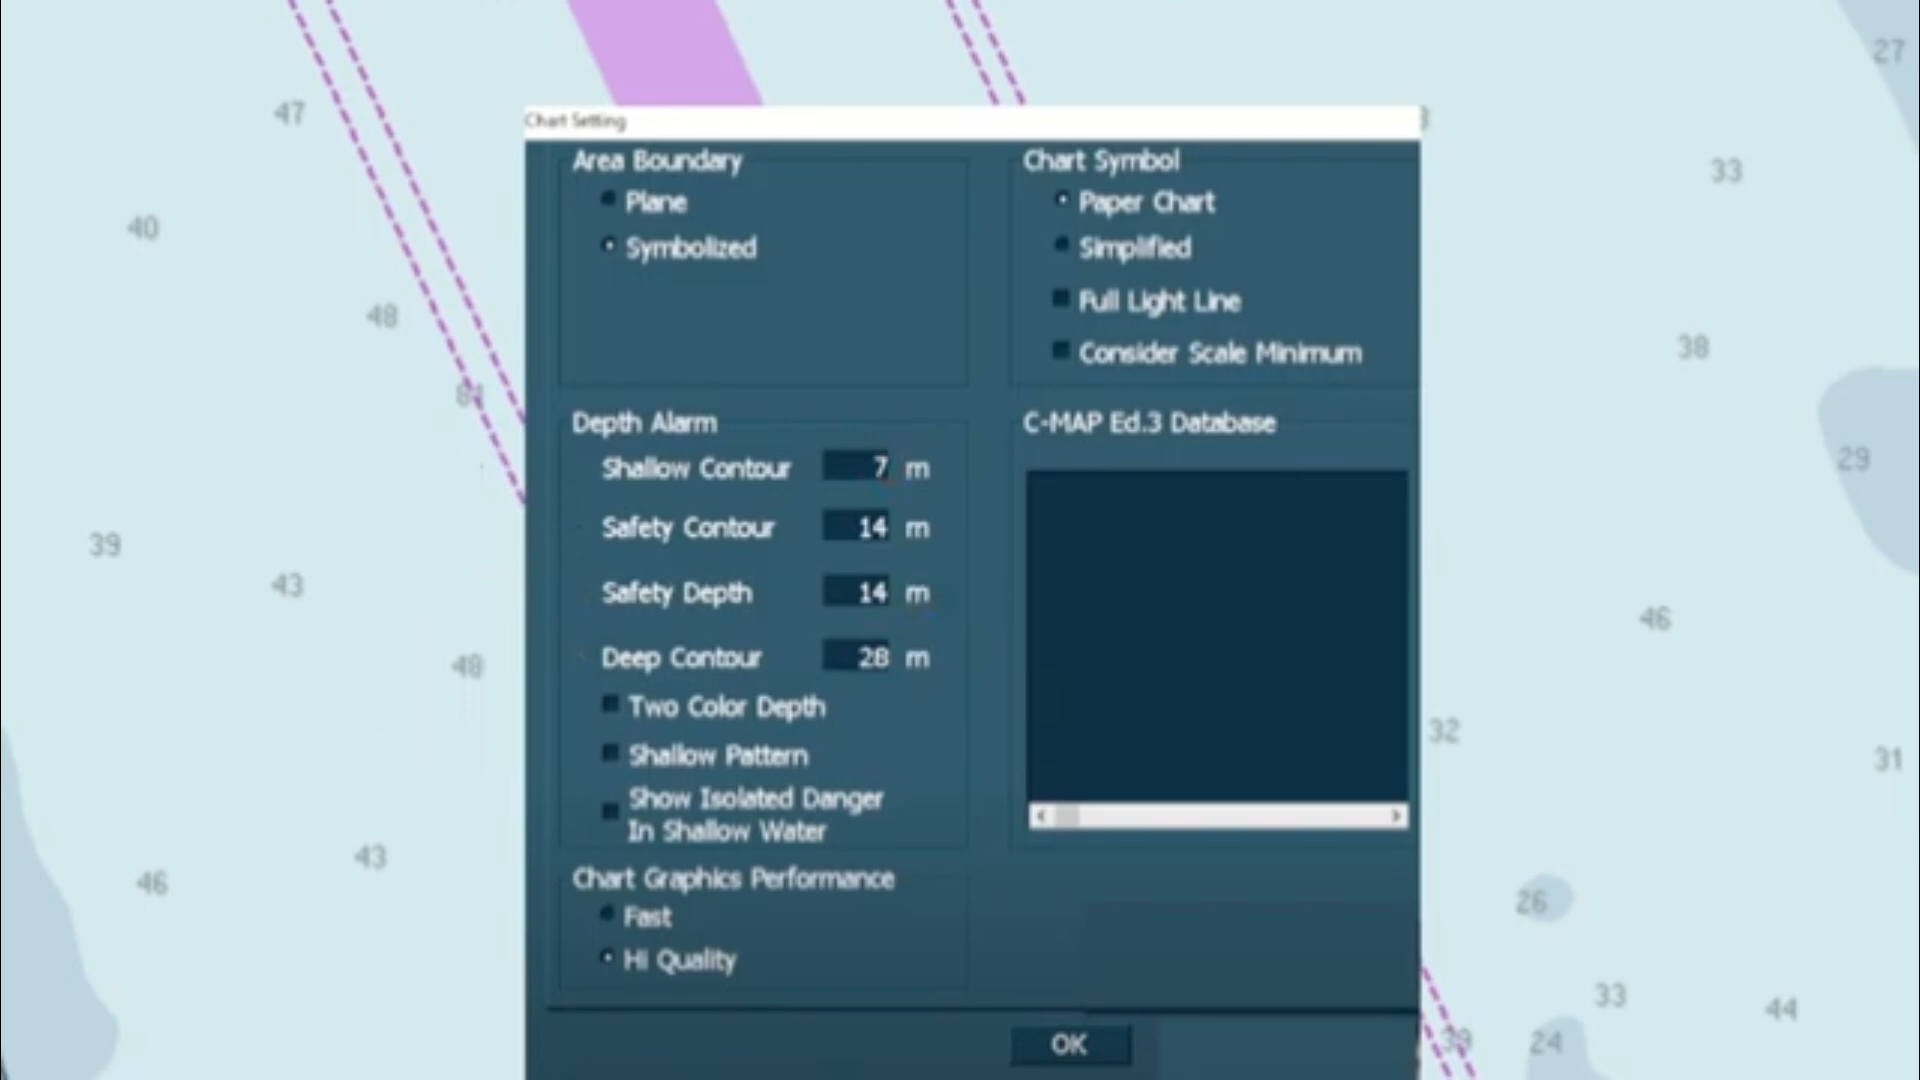 27
47
Chart Setting
Area Boundary
Plane
Symbolized
Chart Symbol
Paper Chart
Simplified
Full Light Line
Consider Scale Minimum
33
40
48
38
Depth Alarm
Shallow Contour 7 m
Safety Contour 14 m
Safety Depth 14 m
Deep Contour 28 m
Two Color Depth
Shallow Pattern
Show Isolated Danger
In Shallow Water
C-MAP Ed.3 Database
29
39
43
46
48
32
31
43
46
Chart Graphics Performance
Fast
Hi Quality
26
33
44
39
24
OK